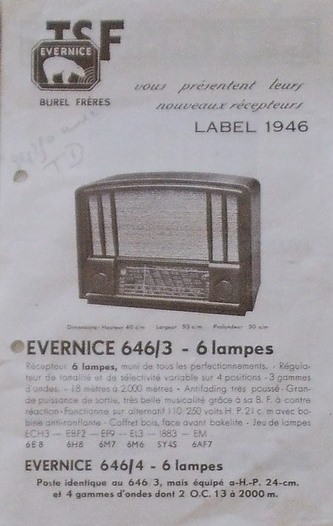 TSF
EVERNICE
BUREL FRÈRES
vous présentent leurs
nouveaux récepteurs
LABEL 1946
Dimensions: Hauteur 40 c/m Largeur 55 c/m Profondeur 30 c/m
EVERNICE 646/3 - 6 lampes
Récepteur 6 lampes, muni de tous les perfectionnements. - Régula-
teur de tonalité et de sélectivité variable sur 4 positions - 3 gammes
d'ondes. - 18 mètres à 2.000 mètres - Antifading très poussé - Gran-
de puissance de sortie, très belle musicalité grâce à sa B. F. à contre
réaction - Fonctionne sur alternatif 110/250 volts H. P. 21 c. m avec bo-
bine anti-ronflante - Coffret bois, face avant bakélite - Jeu de lampes
ECH3 - EBF2 - EF9 - EL3 - 1883 - EM
6E8 6H8 6M7 6M6 5Y4S 6AF7
EVERNICE 646/4 - 6 lampes
Poste identique au 646/3, mais équipé a-H.P. 24-cm.
et 4 gammes d'ondes dont 2 O.C. 13 à 2000 m.